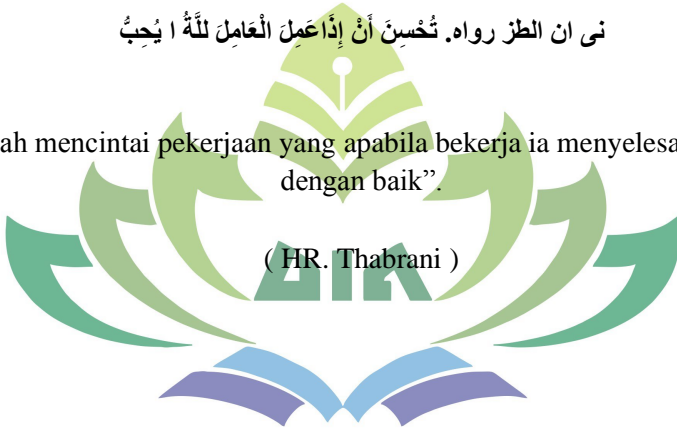 نى ان الطز رواه. تُحْسِنَ أَنْ إِذَاعَمِلَ الْعَامِلَ للَّهُ ا يُحِبُّ
ah mencintai pekerjaan yang apabila bekerja ia menyelesa
dengan baik”.
( HR. Thabrani )